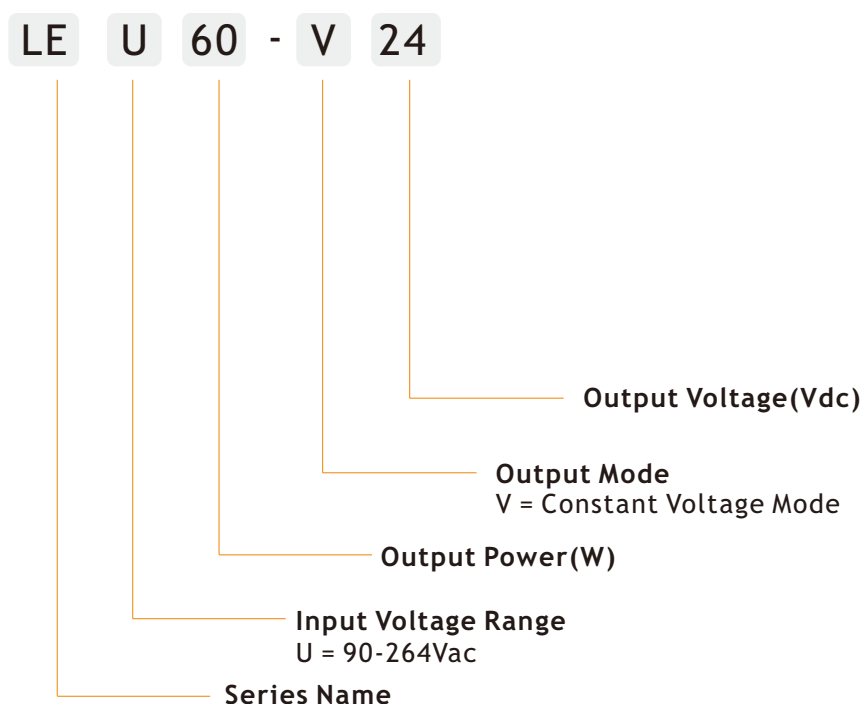 LE U 60 - V 24
Output Voltage(Vdc)
Output Mode
V = Constant Voltage Mode
Output Power(W)
Input Voltage Range
U = 90-264Vac
Series Name